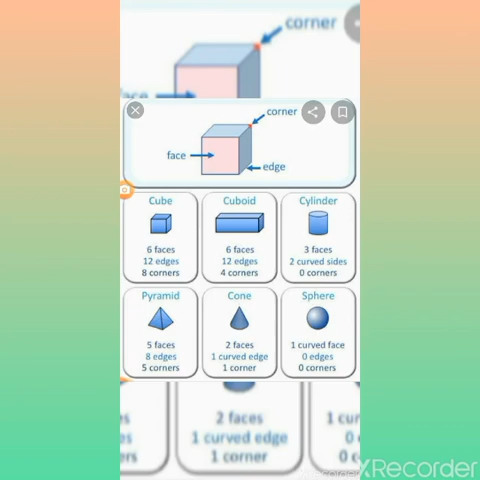 corner
face
corner
face
edge
Cube
6 faces
12 edges
8 corners
Cuboid
6 faces
12 edges
4 corners
Cylinder
3 faces
2 curved sides
0 corners
Pyramid
5 faces
8 edges
5 corners
Cone
2 faces
1 curved edge
1 corner
Sphere
1 curved face
0 edges
0 corners
2 faces
1 curved edge
1 corner
XRecorder